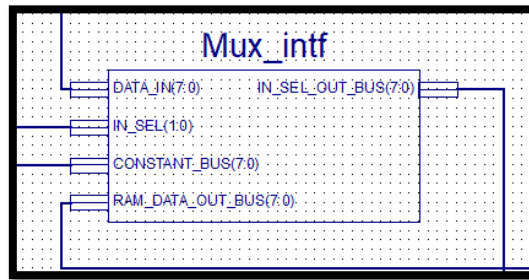 Mux_intf
DATA_IN(7:0) IN_SEL_OUT_BUS(7:0)
IN_SEL(1:0)
CONSTANT_BUS(7:0)
RAM_DATA_OUT_BUS(7:0)